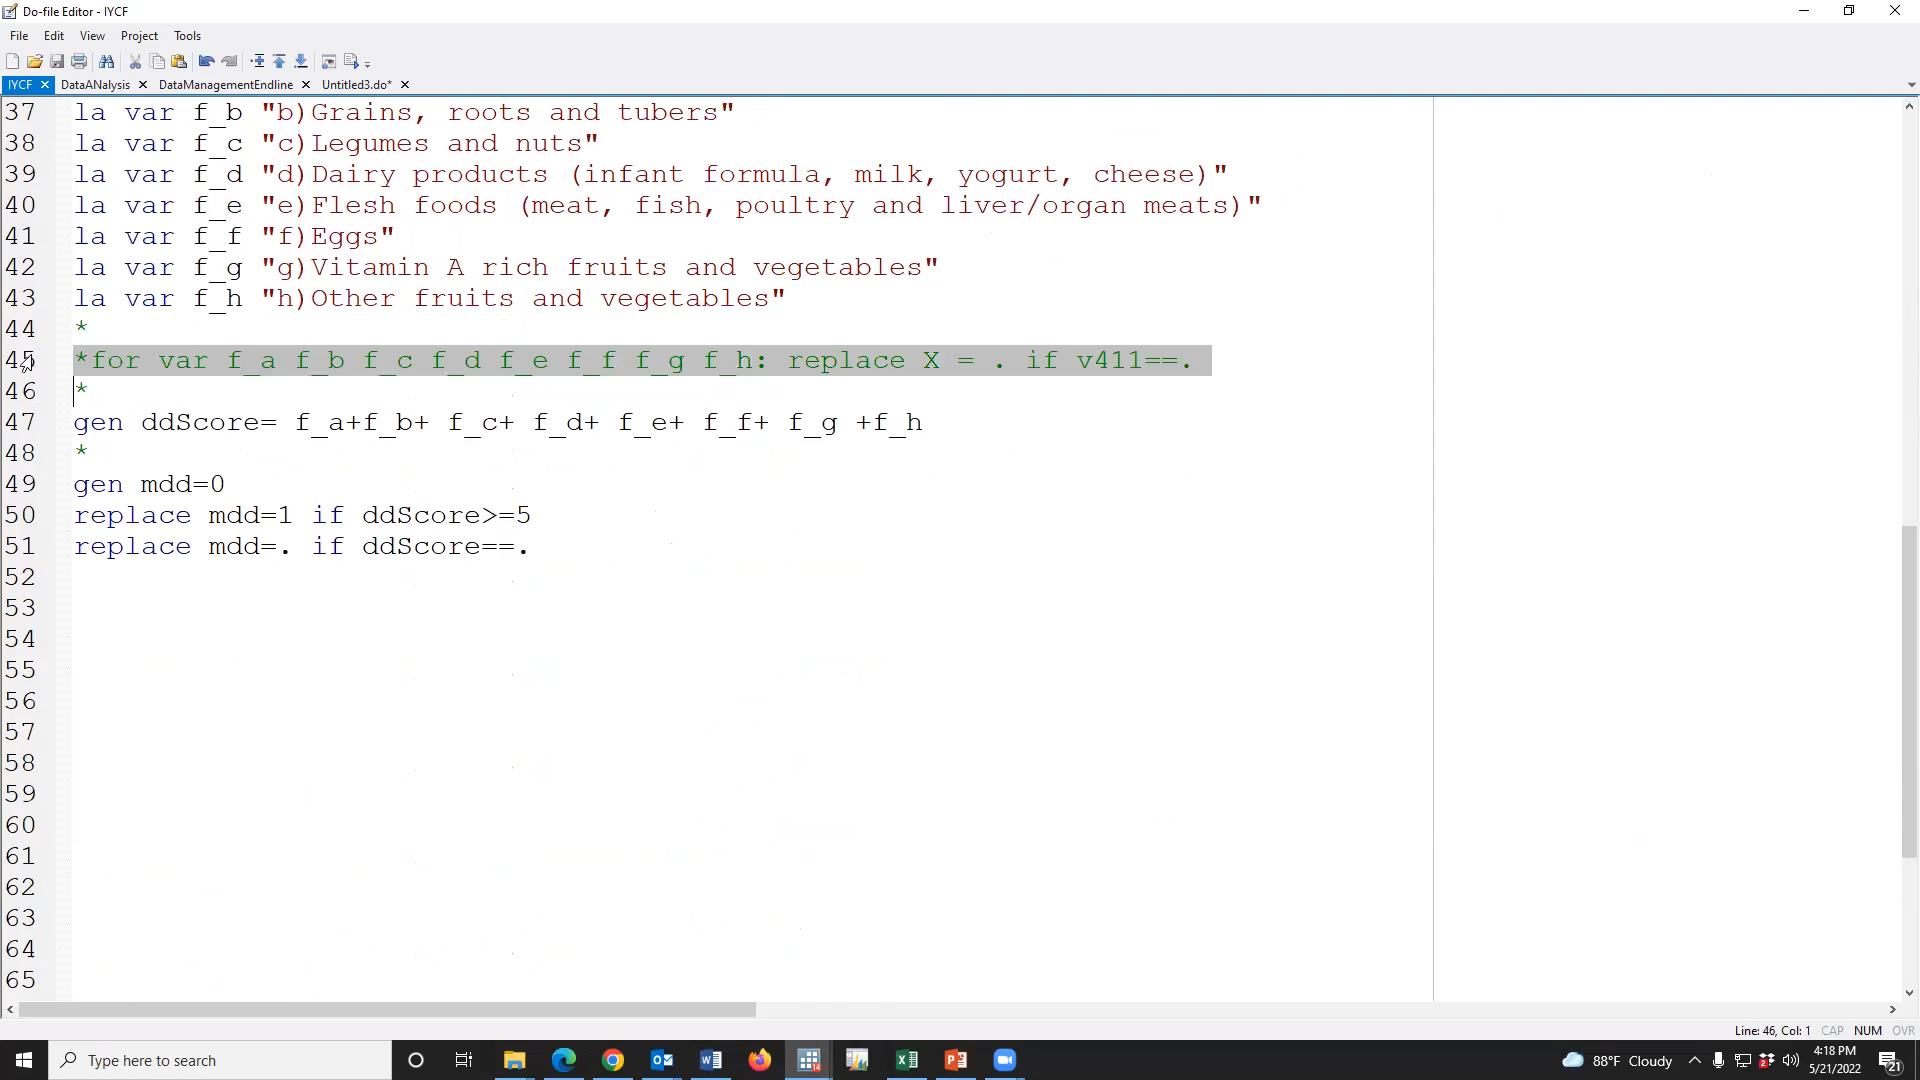 Do-file Editor - IYCF
File Edit View Project Tools
IYCF DataANalysis DataManagementEndline Untitled3.do*
37 la var f_b "b)Grains, roots and tubers"
38 la var f_c "c)Legumes and nuts"
39 la var f_d "d)Dairy products (infant formula, milk, yogurt, cheese)"
40 la var f_e "e)Flesh foods (meat, fish, poultry and liver/organ meats)"
41 la var f_f "f)Eggs"
42 la var f_g "g)Vitamin A rich fruits and vegetables"
43 la var f_h "h)Other fruits and vegetables"
44 *
45 *for var f_a f_b f_c f_d f_e f_f f_g f_h: replace X = . if v411==.
46 *
47 gen ddScore= f_a+f_b+ f_c+ f_d+ f_e+ f_f+ f_g +f_h
48 *
49 gen mdd=0
50 replace mdd=1 if ddScore>=5
51 replace mdd=. if ddScore==.
52
53
54
55
56
57
58
59
60
61
62
63
64
65
Line: 46, Col: 1 CAP NUM OVR
Type here to search
88°F Cloudy
4:18 PM
5/21/2022
21